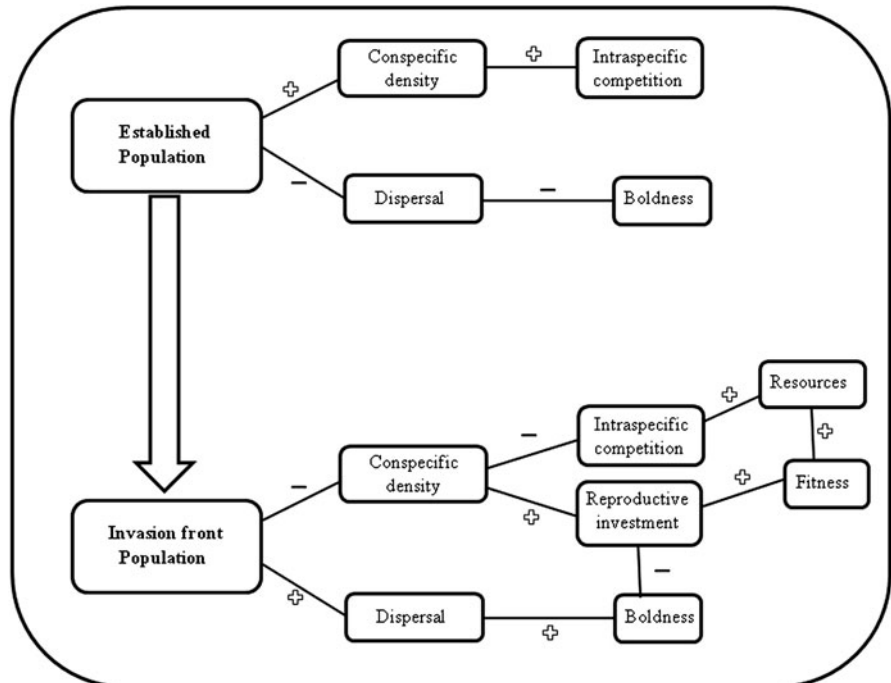 Conspecific
density
Intraspecific
competition
+
+
Established
Population
−
Dispersal
−
Boldness
Resources
+
Intraspecific
competition
−
+
Conspecific
density
−
Fitness
+
Reproductive
investment
+
Invasion front
Population
−
+
Dispersal
+
Boldness